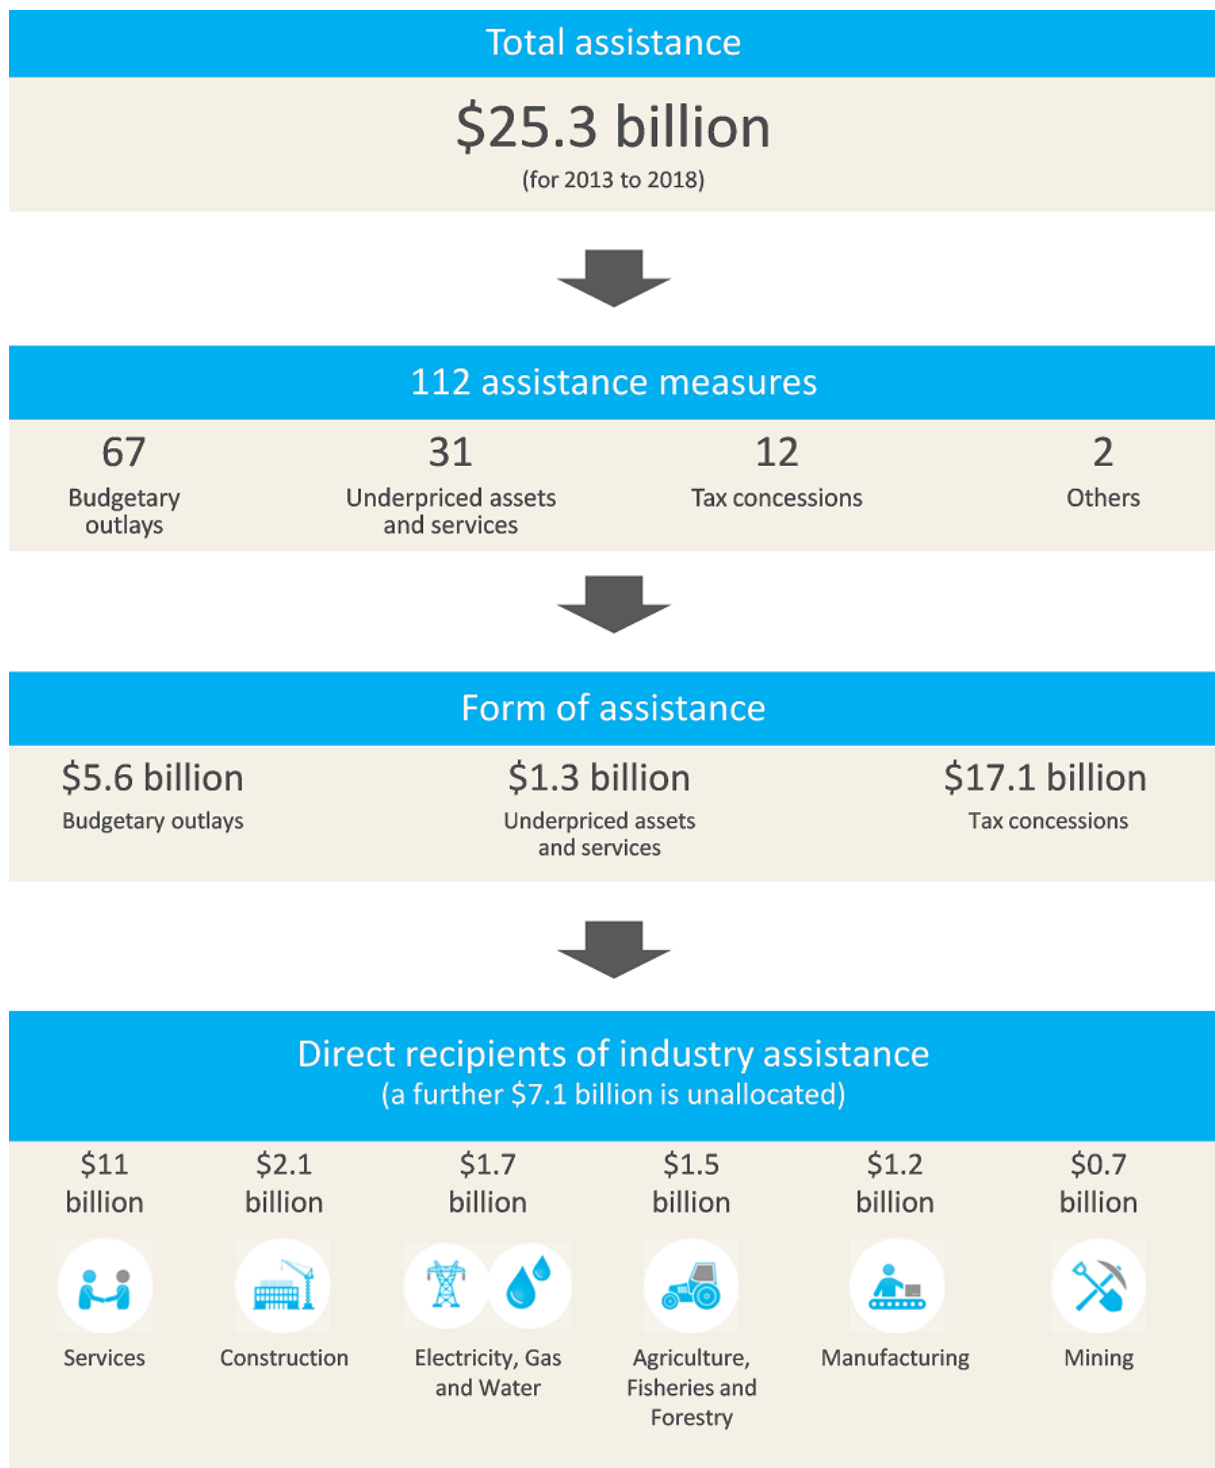 Total assistance
$25.3 billion
(for 2013 to 2018)
112 assistance measures
67
Budgetary
outlays
31
Underpriced assets
and services
12
Tax concessions
2
Others
Form of assistance
$5.6 billion
Budgetary outlays
$1.3 billion
Underpriced assets
and services
$17.1 billion
Tax concessions
Direct recipients of industry assistance
(a further $7.1 billion is unallocated)
$11
billion
Services
$2.1
billion
Construction
$1.7
billion
Electricity, Gas
and Water
$1.5
billion
Agriculture,
Fisheries and
Forestry
$1.2
billion
Manufacturing
$0.7
billion
Mining